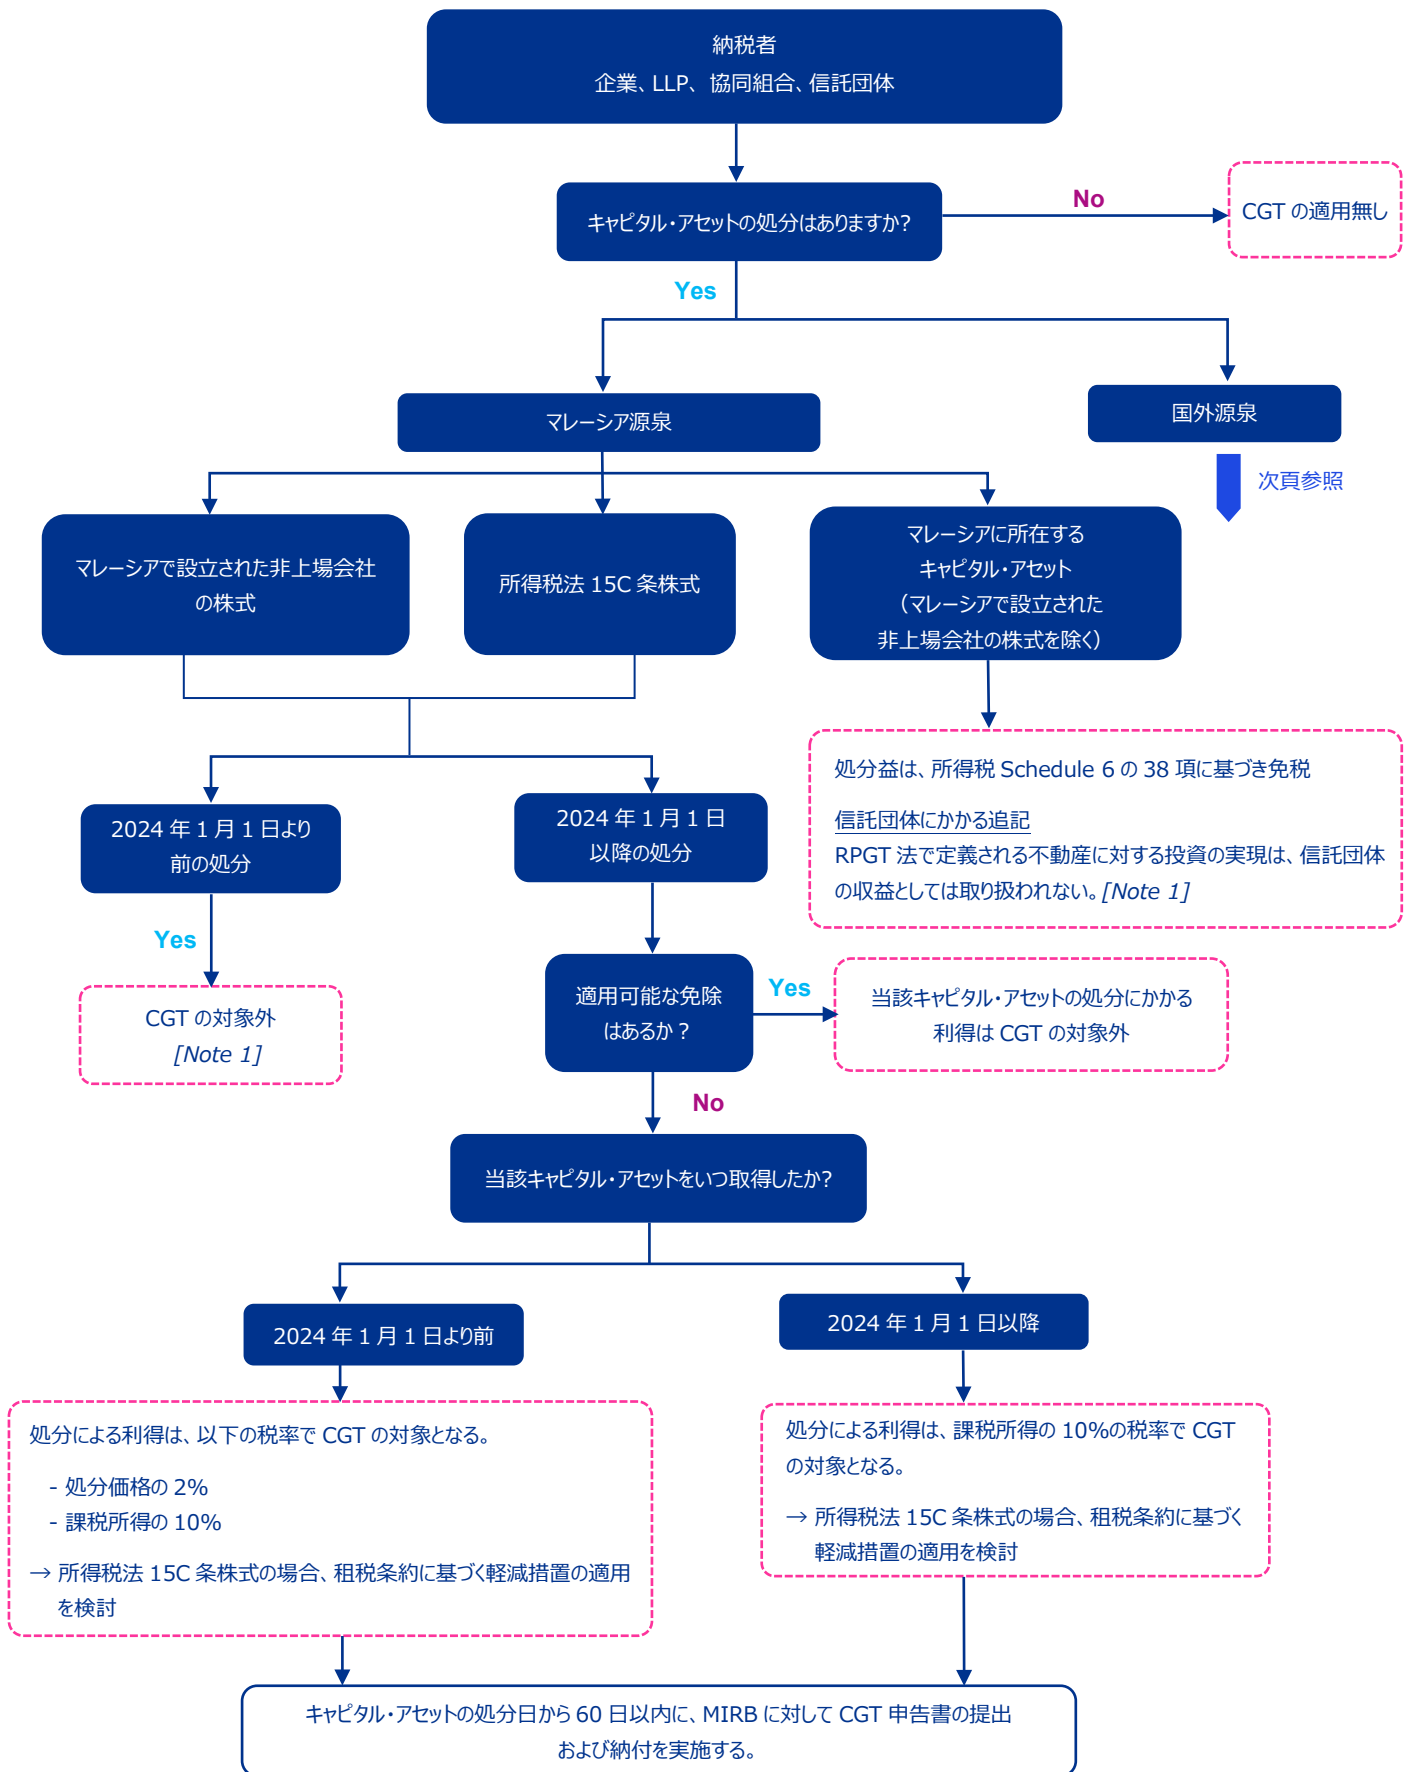 納税者
企業、LLP、協同組合、信託団体
キャピタル・アセットの処分はありますか?
No
CGT の適用無し
Yes
マレーシア源泉
国外源泉
次頁参照
マレーシアで設立された非上場会社
の株式
所得税法 15C 条株式
マレーシアに所在する
キャピタル・アセット
（マレーシアで設立された
非上場会社の株式を除く）
処分益は、所得税 Schedule 6 の 38 項に基づき免税
信託団体にかかる追記
RPGT 法で定義される不動産に対する投資の実現は、信託団体
の収益としては取り扱われない。[Note 1]
2024 年 1 月 1 日より
前の処分
2024 年 1 月 1 日
以降の処分
Yes
CGT の対象外
[Note 1]
適用可能な免除
はあるか？
Yes
当該キャピタル・アセットの処分にかかる
利得は CGT の対象外
No
当該キャピタル・アセットをいつ取得したか?
2024 年 1 月 1 日より前
2024 年 1 月 1 日以降
処分による利得は、以下の税率で CGT の対象となる。
- 処分価格の 2%
- 課税所得の 10%
→ 所得税法 15C 条株式の場合、租税条約に基づく軽減措置の適用
を検討
処分による利得は、課税所得の 10%の税率で CGT
の対象となる。
→ 所得税法 15C 条株式の場合、租税条約に基づく
軽減措置の適用を検討
キャピタル・アセットの処分日から 60 日以内に、MIRB に対して CGT 申告書の提出
および納付を実施する。